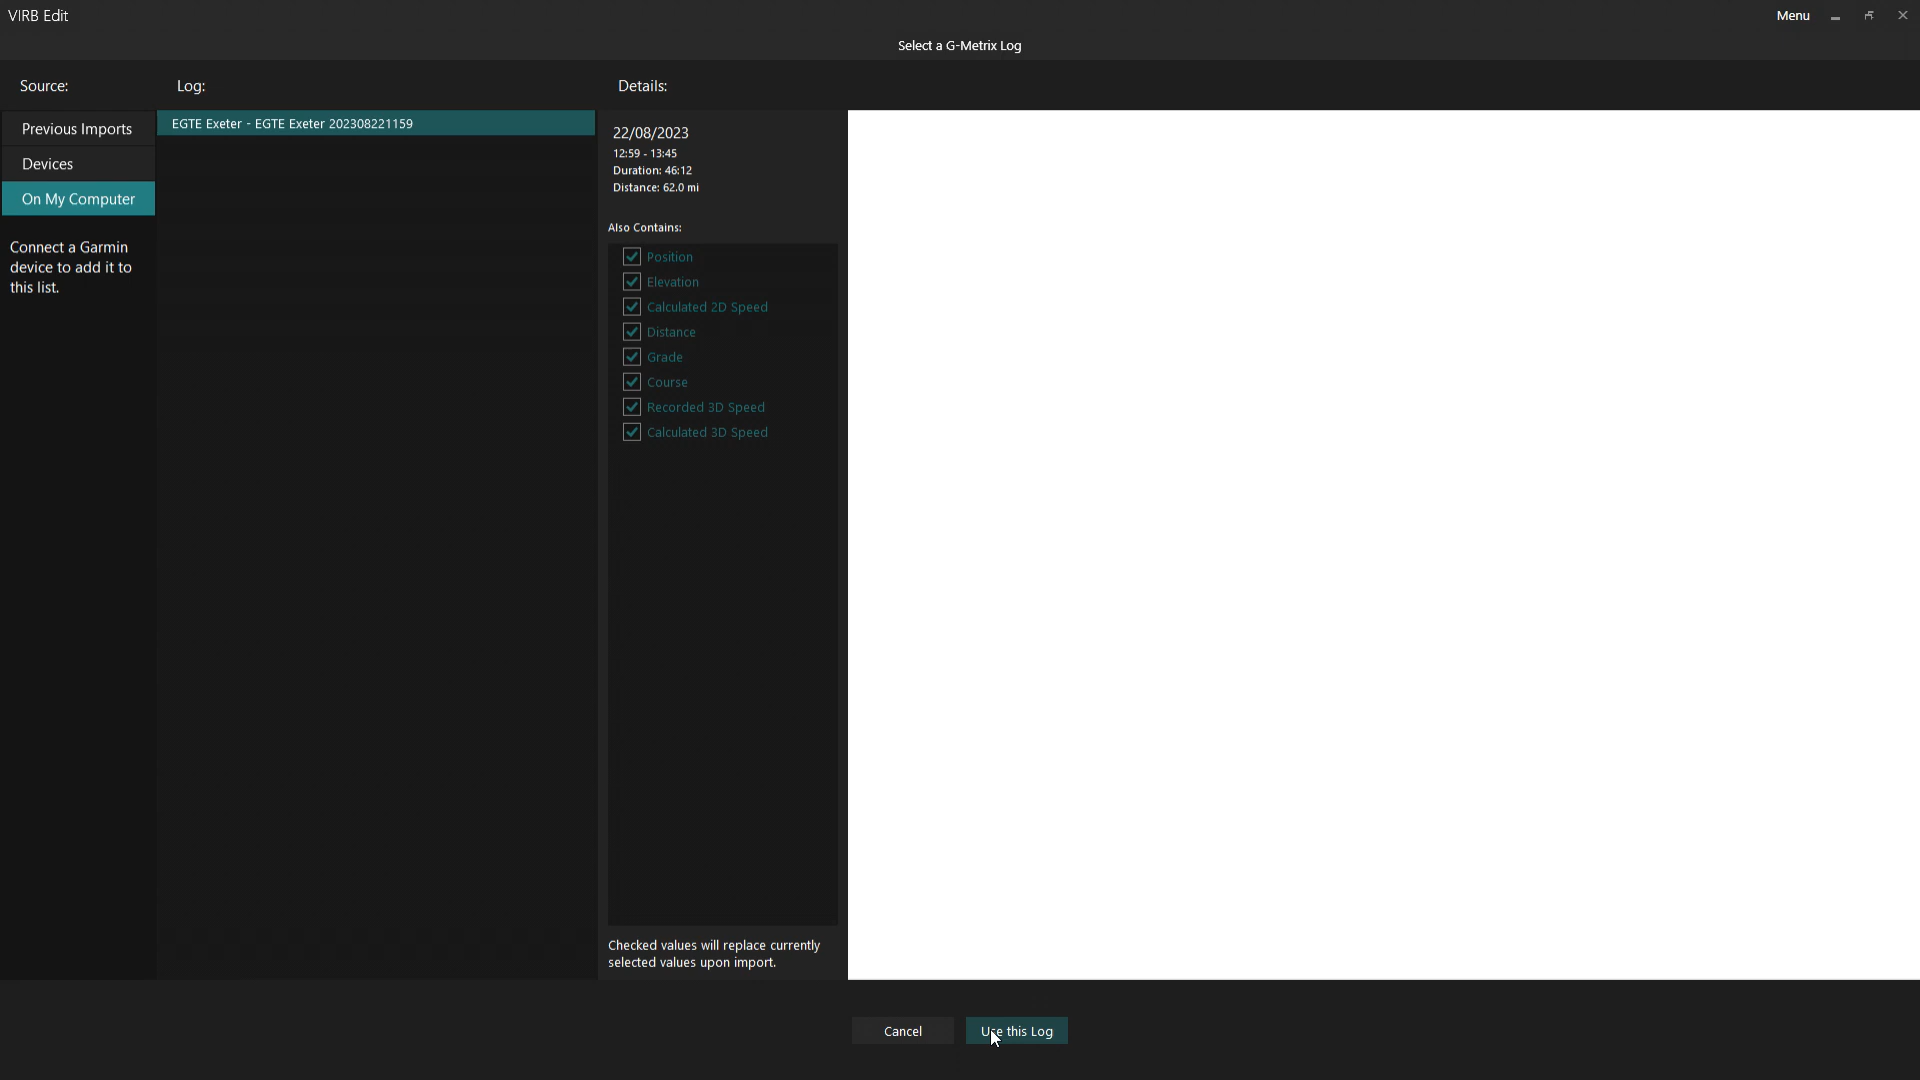 VIRB Edit
Menu
Select a G-Metrix Log
Source:
Log:
Details:
Previous Imports
Devices
On My Computer
Connect a Garmin
device to add it to
this list.
EGTE Exeter - EGTE Exeter 202308221159
22/08/2023
12:59 - 13:45
Duration: 46:12
Distance: 62.0 mi
Also Contains:
Position
Elevation
Calculated 2D Speed
Distance
Grade
Course
Recorded 3D Speed
Calculated 3D Speed
Checked values will replace currently
selected values upon import.
Cancel
Use this Log